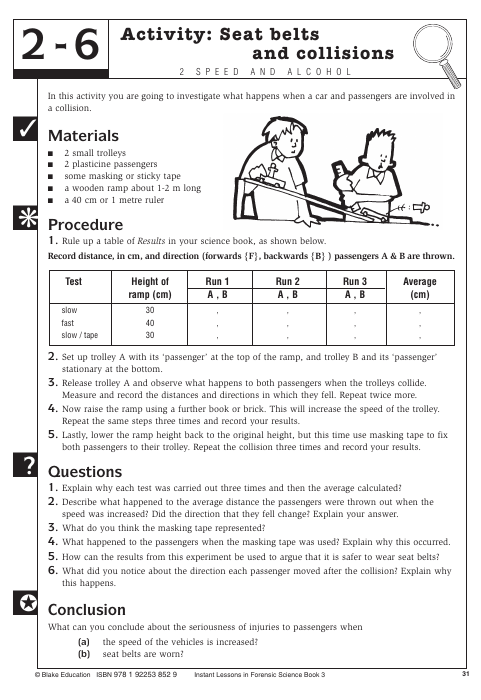 2-6
Activity: Seat belts
and collisions
2 SPEED AND ALCOHOL
In this activity you are going to investigate what happens when a car and passengers are involved in
a collision.
✓
Materials
■ 2 small trolleys
■ 2 plasticine passengers
■ some masking or sticky tape
■ a wooden ramp about 1-2 m long
■ a 40 cm or 1 metre ruler
Procedure
1. Rule up a table of Results in your science book, as shown below.
Record distance, in cm, and direction (forwards {F}, backwards {B} ) passengers A & B are thrown.
Test Height of Run 1 Run 2 Run 3 Average
ramp (cm) A , B A , B A , B (cm)
slow 30 . . . .
fast 40 . . . .
slow / tape 30 . . . .
2. Set up trolley A with its 'passenger' at the top of the ramp, and trolley B and its 'passenger'
stationary at the bottom.
3. Release trolley A and observe what happens to both passengers when the trolleys collide.
Measure and record the distances and directions in which they fell. Repeat twice more.
4. Now raise the ramp using a further book or brick. This will increase the speed of the trolley.
Repeat the same steps three times and record your results.
5. Lastly, lower the ramp height back to the original height, but this time use masking tape to fix
both passengers to their trolley. Repeat the collision three times and record your results.
?
Questions
1. Explain why each test was carried out three times and then the average calculated?
2. Describe what happened to the average distance the passengers were thrown out when the
speed was increased? Did the direction that they fell change? Explain your answer.
3. What do you think the masking tape represented?
4. What happened to the passengers when the masking tape was used? Explain why this occurred.
5. How can the results from this experiment be used to argue that it is safer to wear seat belts?
6. What did you notice about the direction each passenger moved after the collision? Explain why
this happens.
Conclusion
What can you conclude about the seriousness of injuries to passengers when
(a) the speed of the vehicles is increased?
(b) seat belts are worn?
© Blake Education ISBN 978 1 92253 852 9 Instant Lessons in Forensic Science Book 3 31